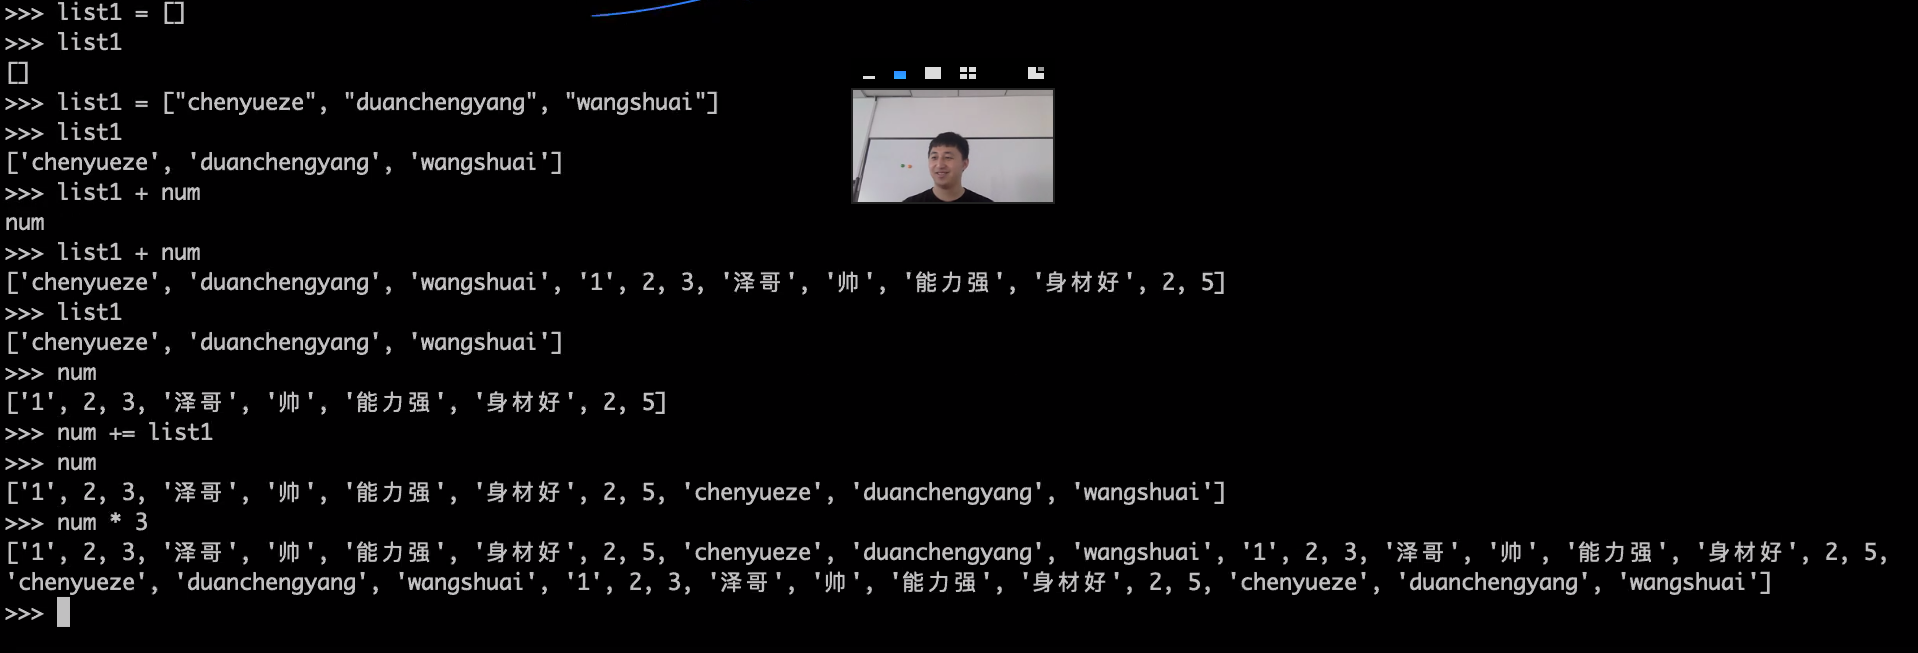 >>> list1 = []
>>> list1
[]
>>> list1 = ["chenyueze", "duanchengyang", "wangshuai"]
>>> list1
['chenyueze', 'duanchengyang', 'wangshuai']
>>> list1 + num
num
>>> list1 + num
['chenyueze', 'duanchengyang', 'wangshuai', '1', 2, 3, '泽哥', '帅', '能力强', '身材好', 2, 5]
>>> list1
['chenyueze', 'duanchengyang', 'wangshuai']
>>> num
['1', 2, 3, '泽哥', '帅', '能力强', '身材好', 2, 5]
>>> num += list1
>>> num
['1', 2, 3, '泽哥', '帅', '能力强', '身材好', 2, 5, 'chenyueze', 'duanchengyang', 'wangshuai']
>>> num * 3
['1', 2, 3, '泽哥', '帅', '能力强', '身材好', 2, 5, 'chenyueze', 'duanchengyang', 'wangshuai', '1', 2, 3, '泽哥', '帅', '能力强', '身材好', 2, 5,
'chenyueze', 'duanchengyang', 'wangshuai', '1', 2, 3, '泽哥', '帅', '能力强', '身材好', 2, 5, 'chenyueze', 'duanchengyang', 'wangshuai']
>>>